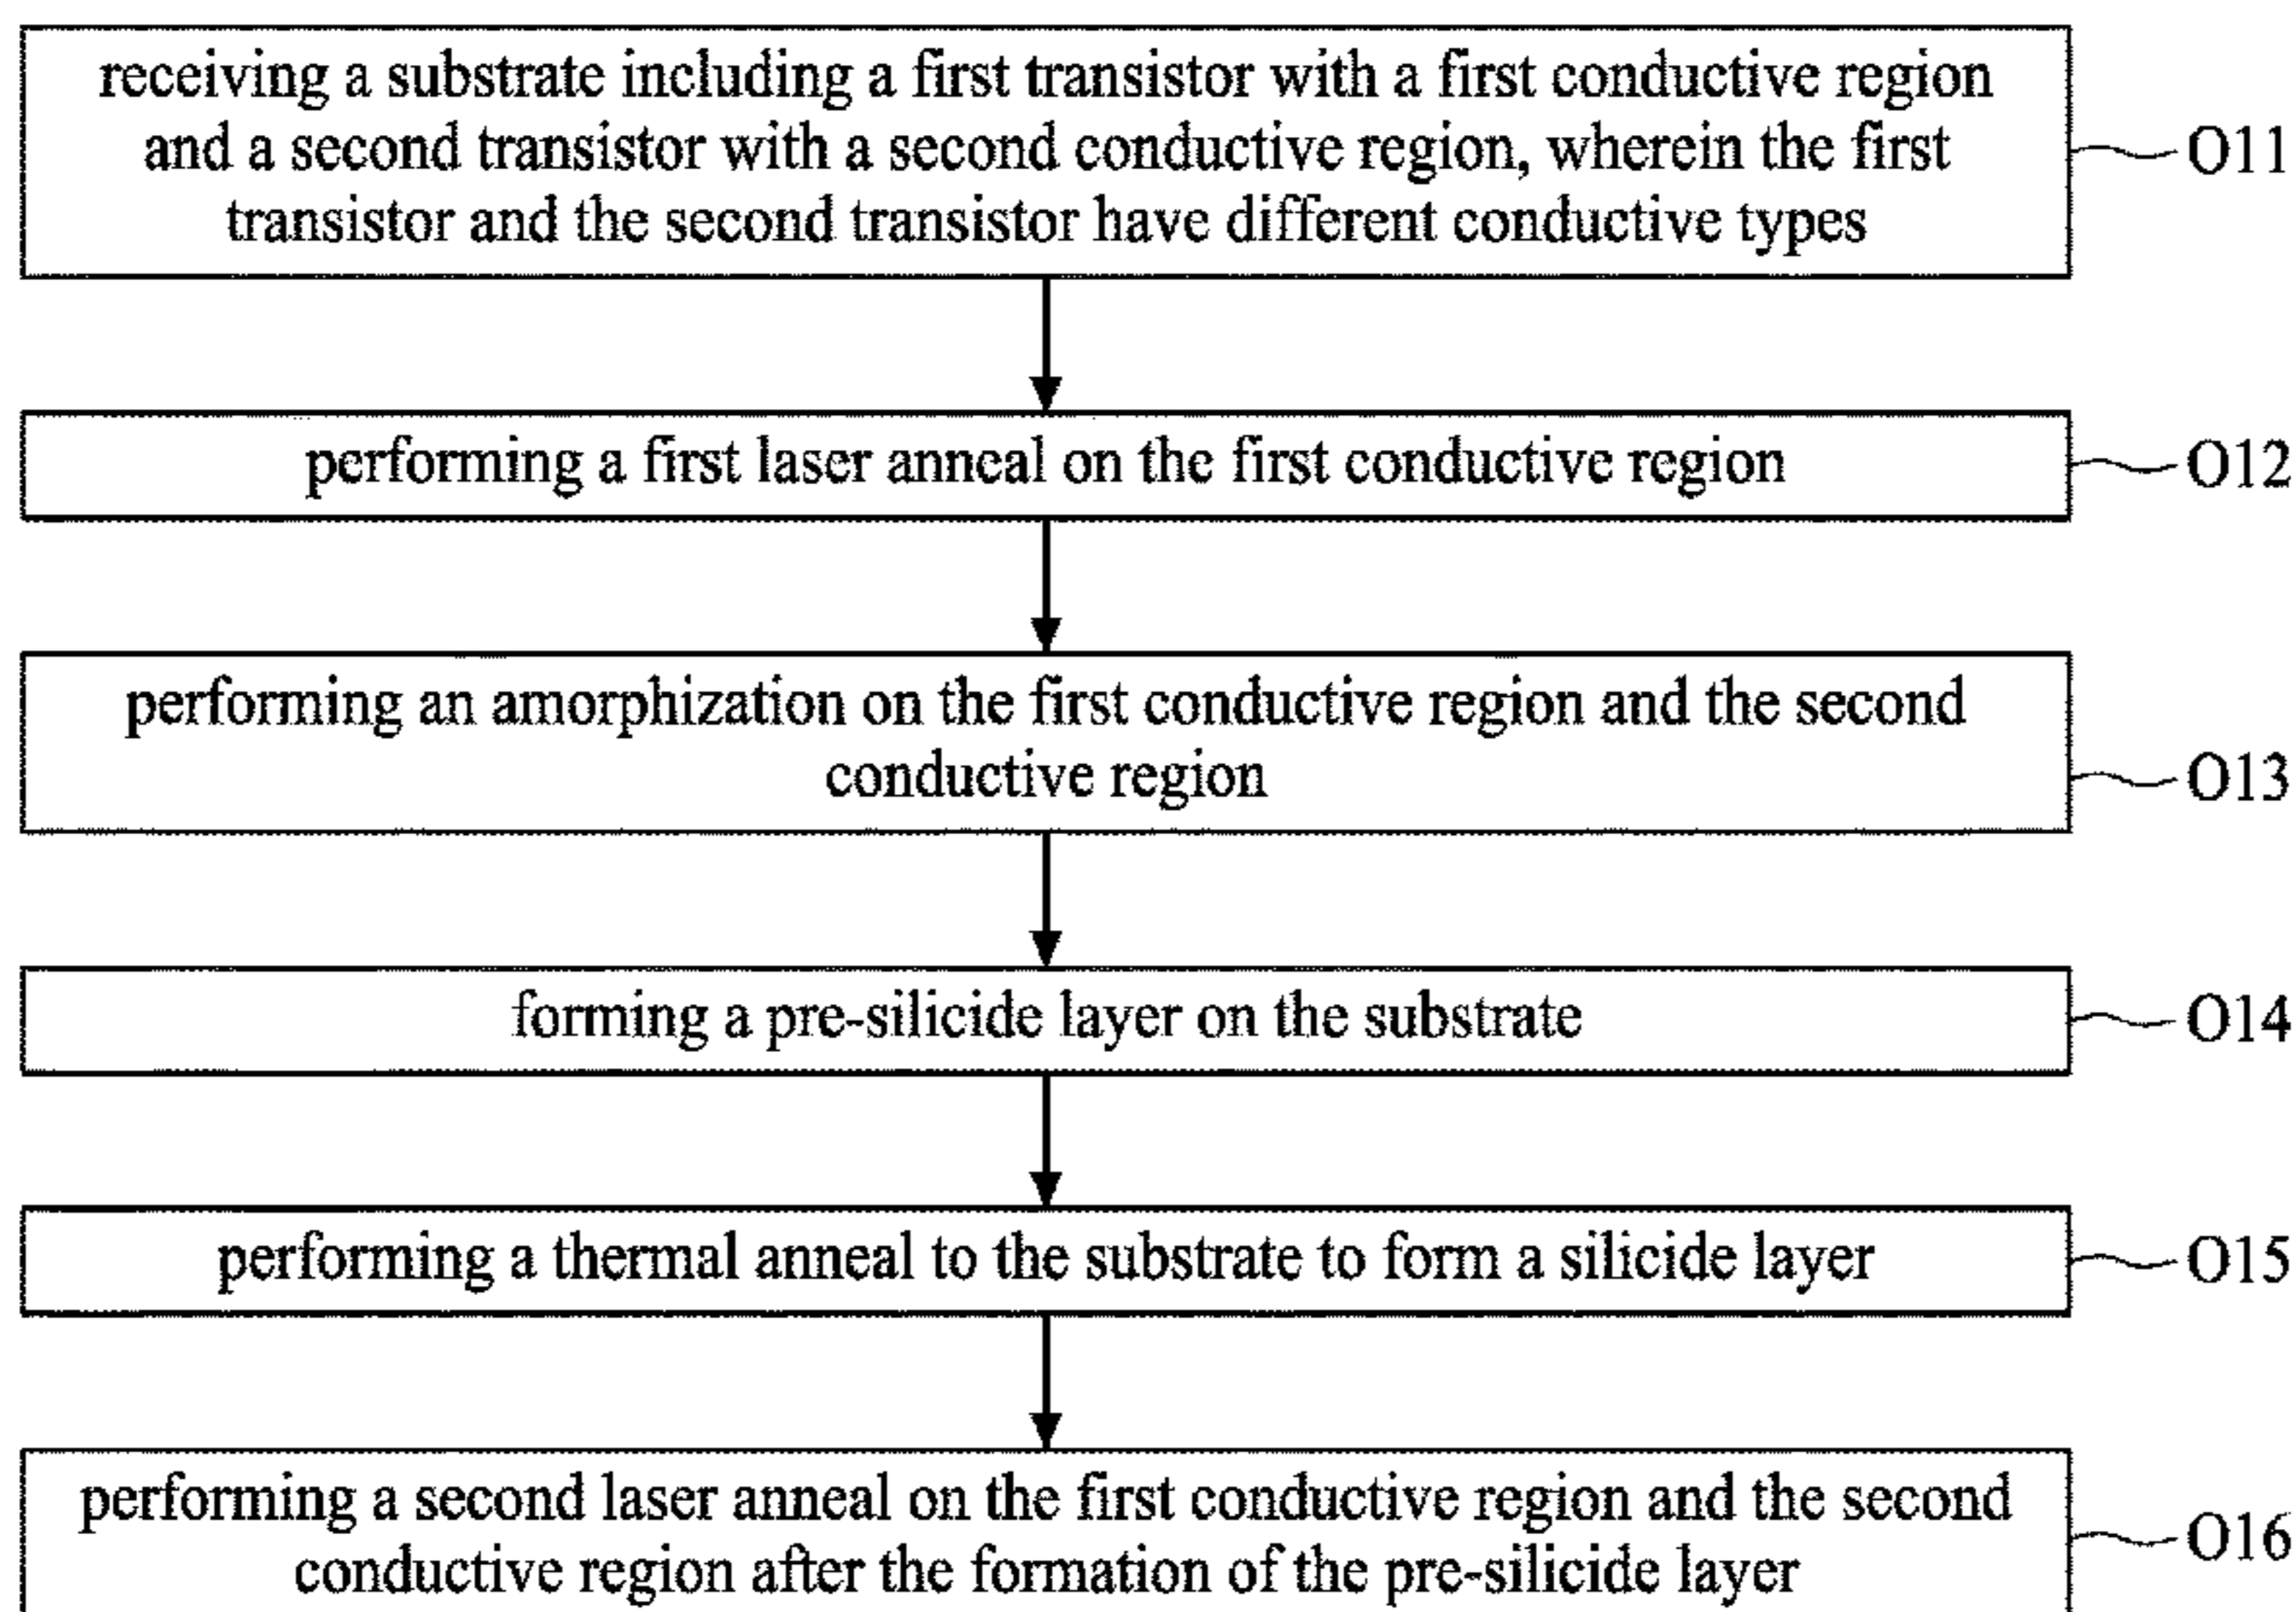 receiving a substrate including a first transistor with a first conductive region
and a second transistor with a second conductive region, wherein the first
transistor and the second transistor have different conductive types
O11
performing a first laser anneal on the first conductive region
O12
performing an amorphization on the first conductive region and the second
conductive region
O13
forming a pre-silicide layer on the substrate
O14
performing a thermal anneal to the substrate to form a silicide layer
O15
performing a second laser anneal on the first conductive region and the second
conductive region after the formation of the pre-silicide layer
O16